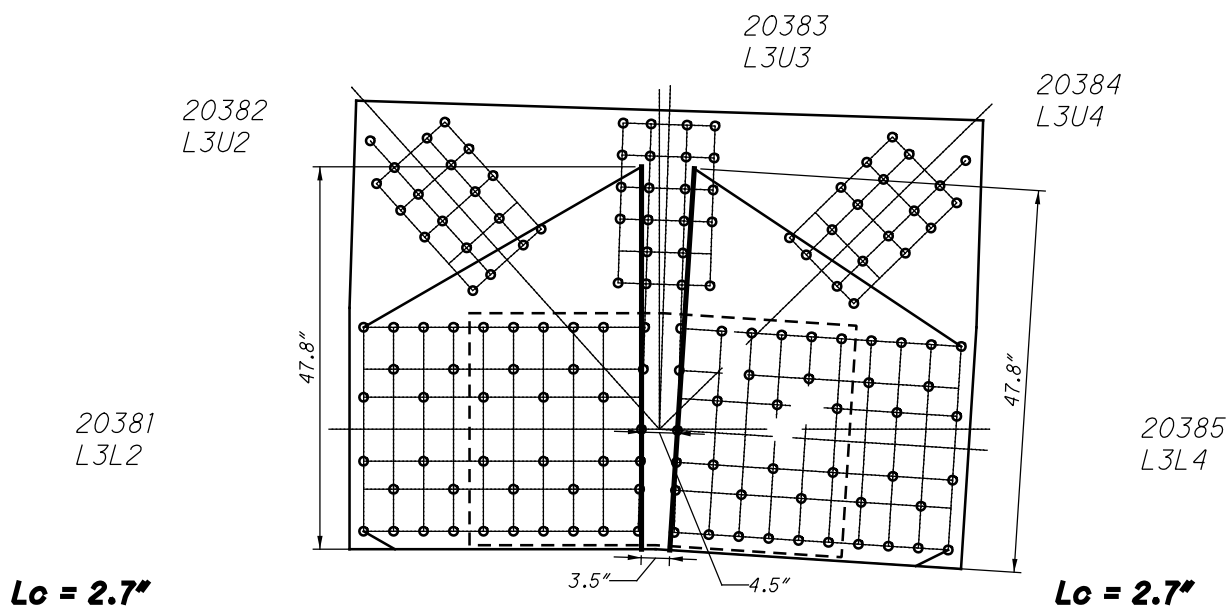 20383
L3U3
20382
L3U2
20384
L3U4
47.8"
47.8"
20381
L3L2
20385
L3L4
3.5"
4.5"
Lc = 2.7"
Lc = 2.7"